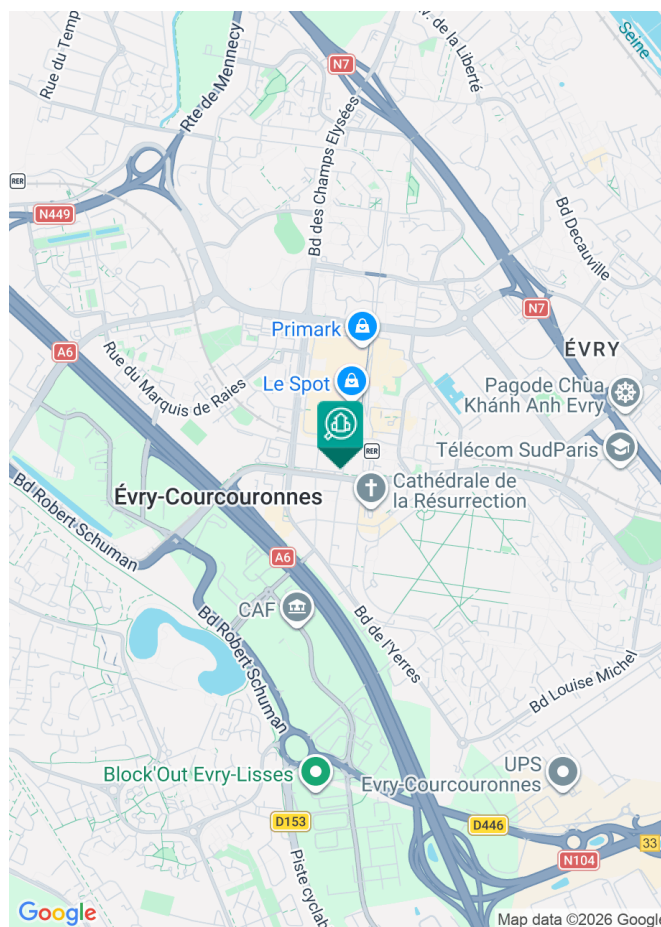 Rue du Temp
Rte de Mennecy
N7
Av. de la Liberté
Seine
Bd des Champs Elysées
RER
N449
Bd Decauville
N7
Primark
ÉVRY
A6
Rue du Marquis de Raies
Le Spot
Pagode Chùa
Khánh Anh Evry
RER
Télécom SudParis
Évry-Courcouronnes
Cathédrale de
la Résurrection
Bd Robert Schuman
A6
CAF
Bd Robert Schuman
Bd de l'Yerres
Bd Louise Michel
Block'Out Evry-Lisses
UPS
Evry-Courcouronnes
D153
D446
33
N104
Piste cyclab
Google
Map data ©2026 Google